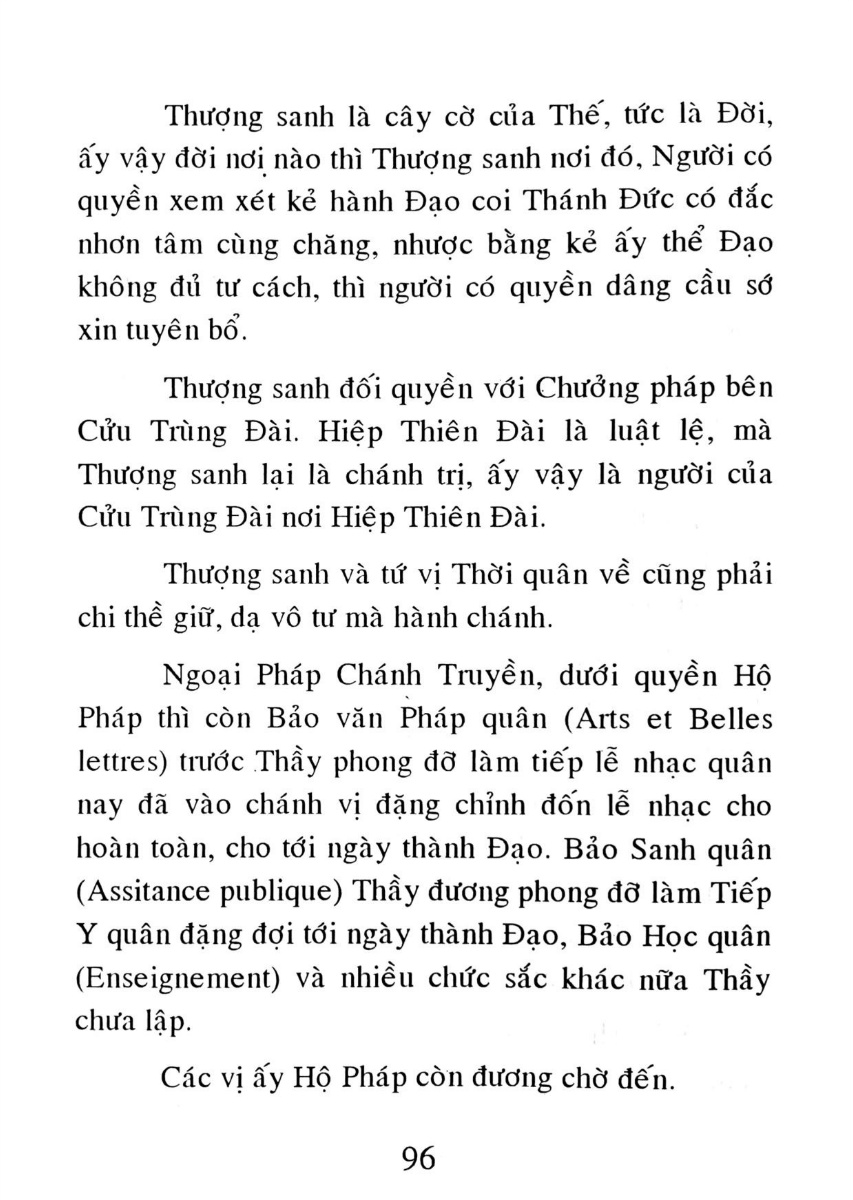 Thượng sanh là cây cờ của Thế, tức là Đời,
ấy vậy đời nơi nào thì Thượng sanh nơi đó, Người có
quyền xem xét kẻ hành Đạo coi Thánh Đức có đắc
nhơn tâm cùng chăng, nhược bằng kẻ ấy thể Đạo
không đủ tư cách, thì người có quyền dâng cầu sớ
xin tuyên bổ.
Thượng sanh đối quyền với Chưởng pháp bên
Cửu Trùng Đài. Hiệp Thiên Đài là luật lệ, mà
Thượng sanh lại là chánh trị, ấy vậy là người của
Cửu Trùng Đài nơi Hiệp Thiên Đài.
Thượng sanh và tứ vị Thời quân về cũng phải
chi thề giữ, dạ vô tư mà hành chánh.
Ngoại Pháp Chánh Truyền, dưới quyền Hộ
Pháp thì còn Bảo văn Pháp quân (Arts et Belles
lettres) trước Thầy phong đỡ làm tiếp lễ nhạc quân
nay đã vào chánh vị đặng chỉnh đốn lễ nhạc cho
hoàn toàn, cho tới ngày thành Đạo. Bảo Sanh quân
(Assitance publique) Thầy đương phong đỡ làm Tiếp
Y quân đặng đợi tới ngày thành Đạo, Bảo Học quân
(Enseignement) và nhiều chức sắc khác nữa Thầy
chưa lập.
Các vị ấy Hộ Pháp còn đương chờ đến.
96